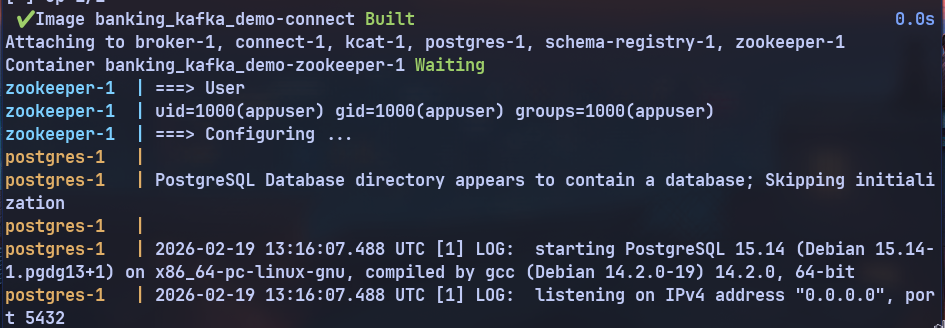 ✔Image banking_kafka_demo-connect Built 0.0s
Attaching to broker-1, connect-1, kcat-1, postgres-1, schema-registry-1, zookeeper-1
Container banking_kafka_demo-zookeeper-1 Waiting
zookeeper-1  | ===> User
zookeeper-1  | uid=1000(appuser) gid=1000(appuser) groups=1000(appuser)
zookeeper-1  | ===> Configuring ...
postgres-1   |
postgres-1   | PostgreSQL Database directory appears to contain a database; Skipping initiali
zation
postgres-1   |
postgres-1   | 2026-02-19 13:16:07.488 UTC [1] LOG:  starting PostgreSQL 15.14 (Debian 15.14-
1.pgdg13+1) on x86_64-pc-linux-gnu, compiled by gcc (Debian 14.2.0-19) 14.2.0, 64-bit
postgres-1   | 2026-02-19 13:16:07.488 UTC [1] LOG:  listening on IPv4 address "0.0.0.0", por
t 5432